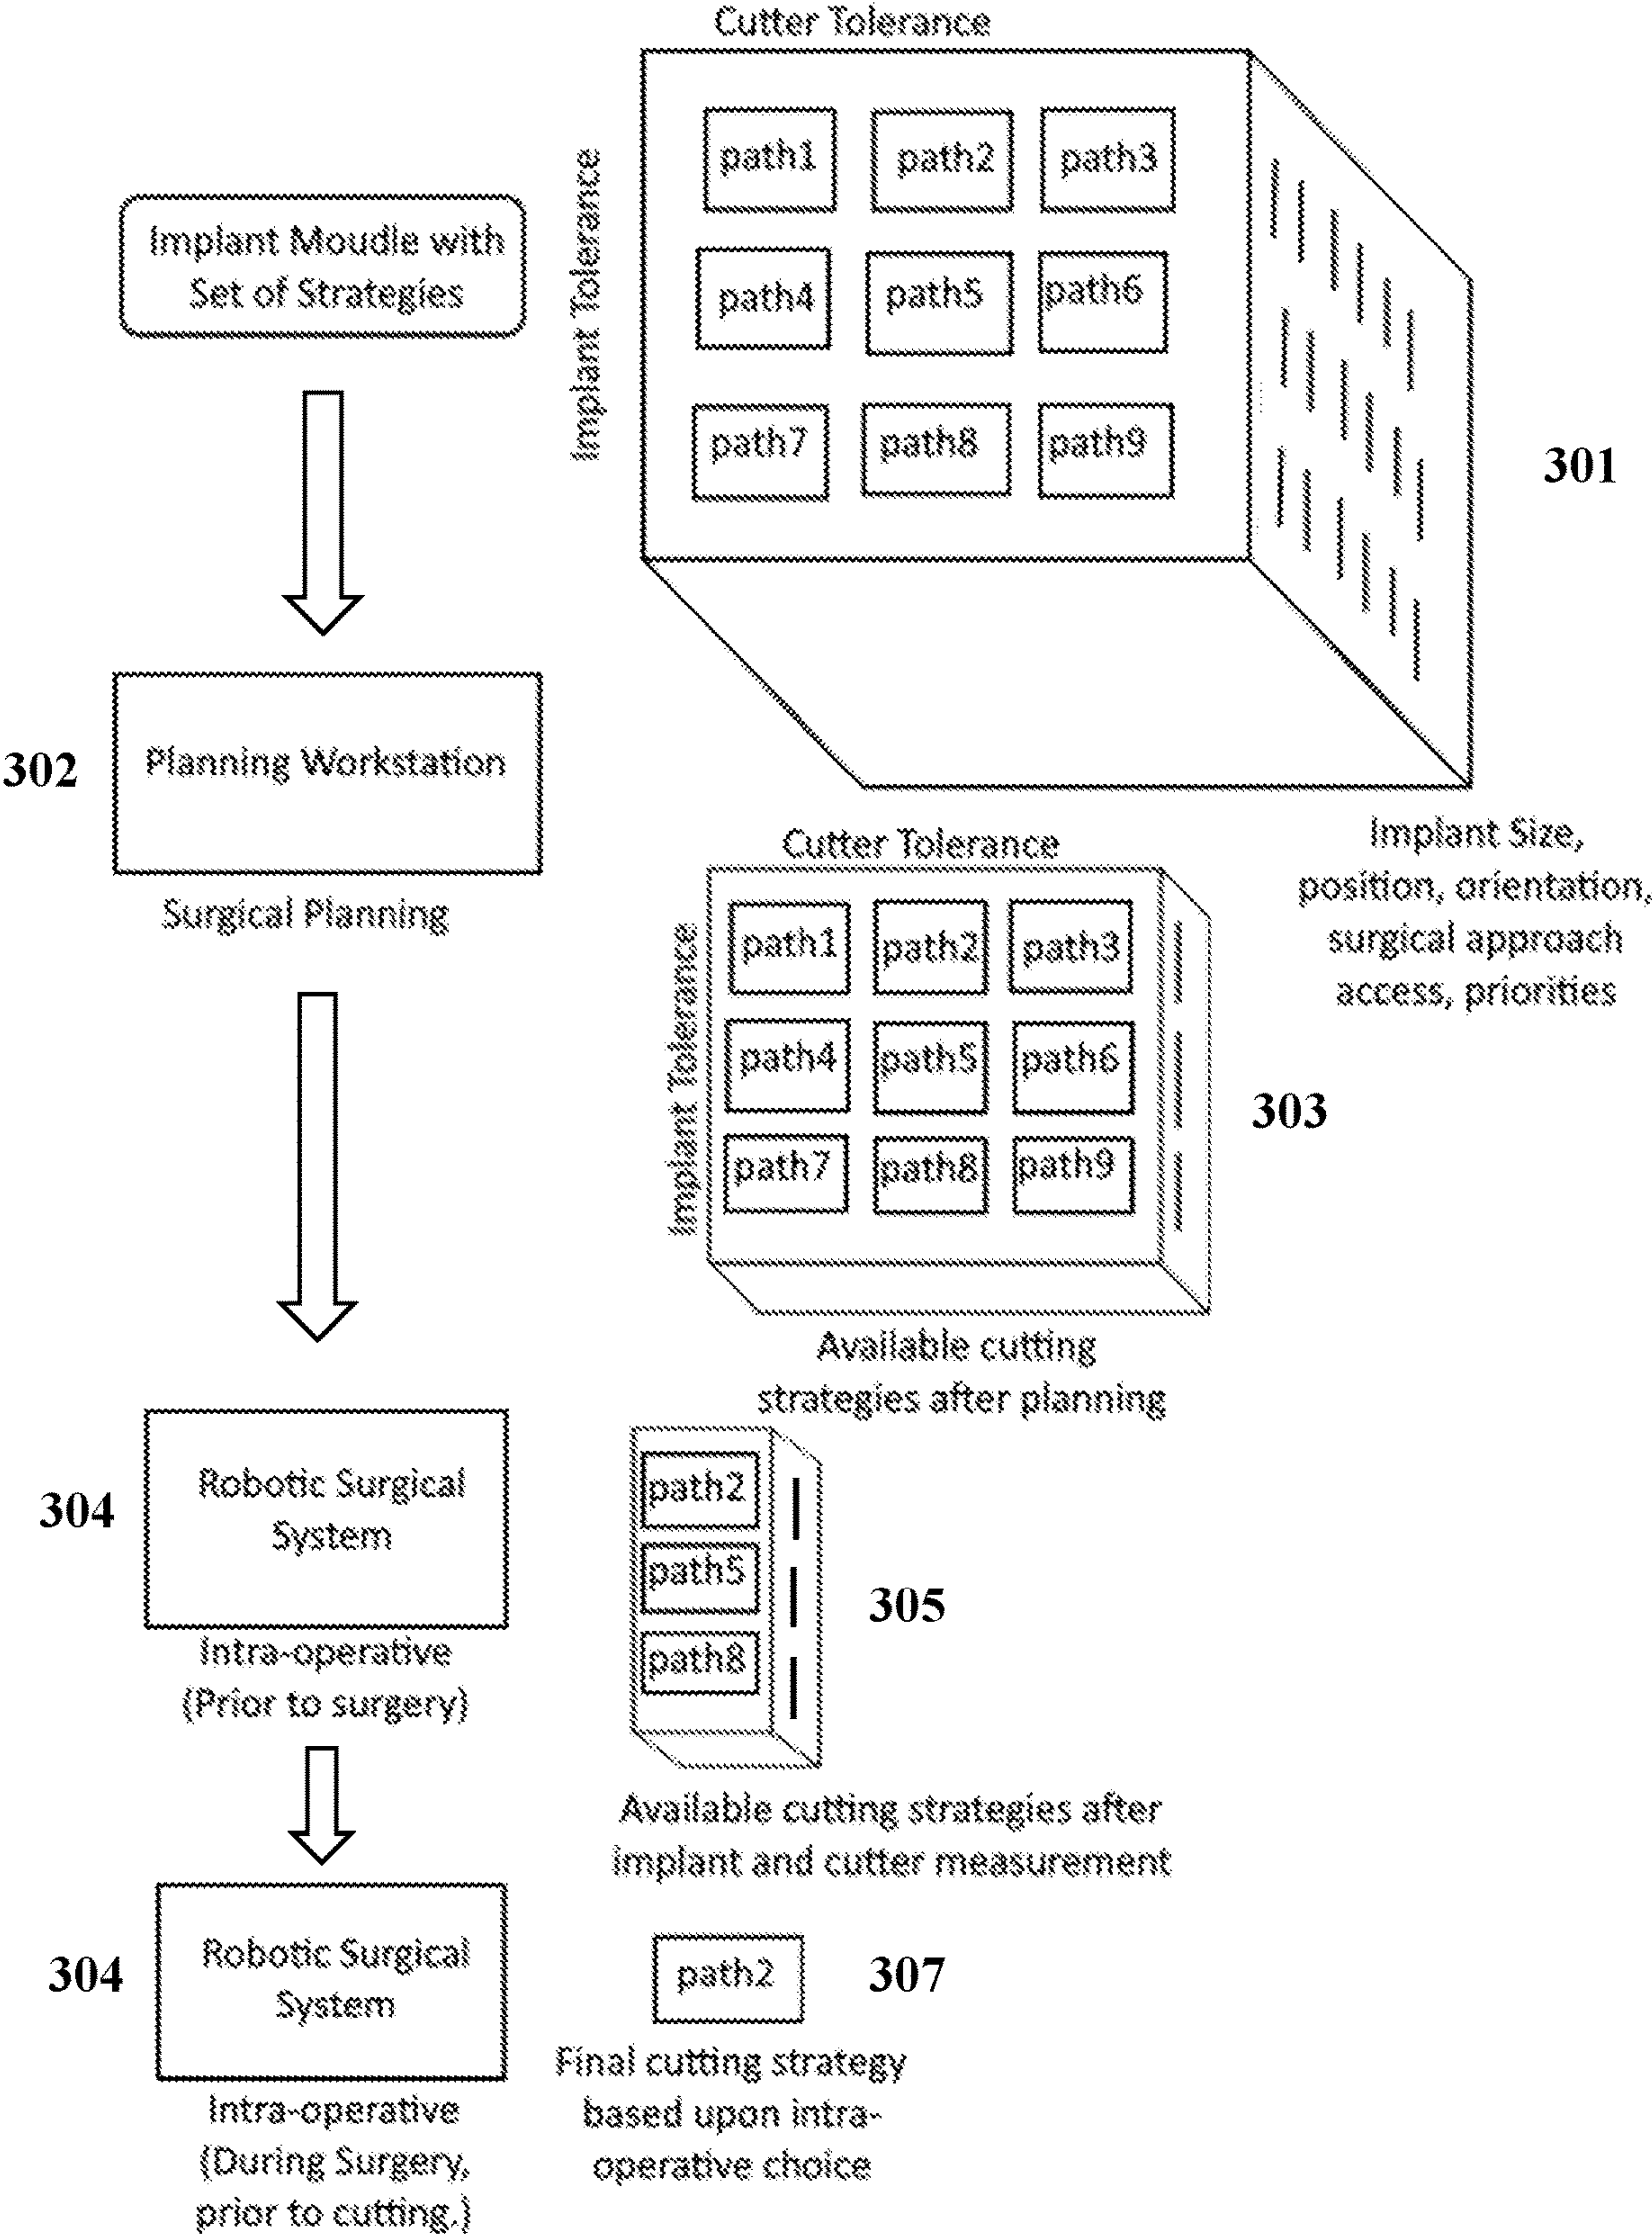 Cutter Tolerance
Implant Tolerance
path1 path2 path3
path4 path5 path6
path7 path8 path9
301
Implant Moudle with
Set of Strategies
302
Planning Workstation
Surgical Planning
Implant Size,
position, orientation,
surgical approach
access, priorities
Cutter Tolerance
Implant Tolerance
path1 path2 path3
path4 path5 path6
path7 path8 path9
303
Available cutting
strategies after planning
304
Robotic Surgical
System
Intra-operative
(Prior to surgery)
path2
path5
path8
305
Available cutting strategies after
implant and cutter measurement
304
Robotic Surgical
System
Intra-operative
(During Surgery,
prior to cutting.)
path2
307
Final cutting strategy
based upon intra-
operative choice